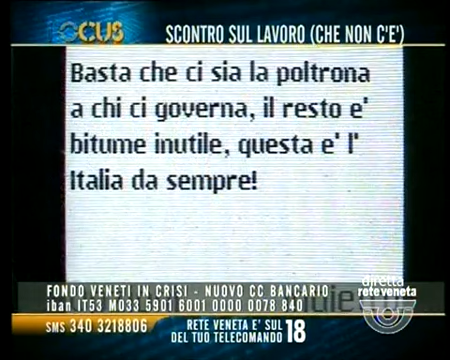 FOCUS
SCONTRO SUL LAVORO (CHE NON C'E')
Basta che ci sia la poltrona
a chi ci governa, il resto e'
bitume inutile, questa e' l'
Italia da sempre!
FONDO VENETI IN CRISI - NUOVO CC BANCARIO
iban IT53 M033 5901 6001 0000 0078 840
diretta
reteveneta
SMS 340 3218806
RETE VENETA E' SUL
DEL TUO TELECOMANDO 18